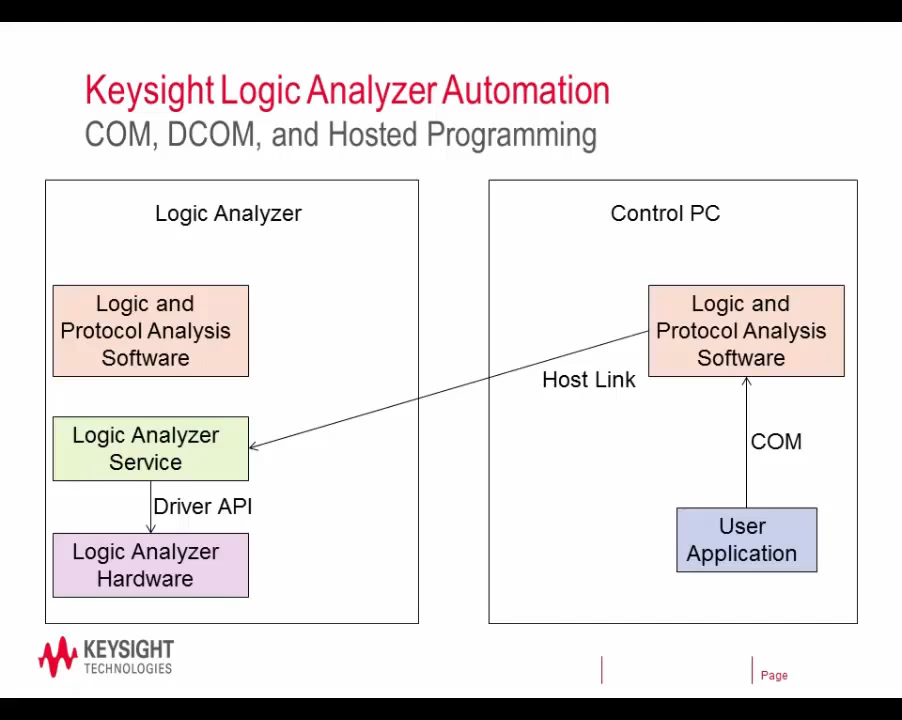 Keysight Logic Analyzer Automation
COM, DCOM, and Hosted Programming
Logic Analyzer
Logic and
Protocol Analysis
Software
Logic Analyzer
Service
Driver API
Logic Analyzer
Hardware
Control PC
Logic and
Protocol Analysis
Software
Host Link
COM
User
Application
KEYSIGHT
TECHNOLOGIES
Page